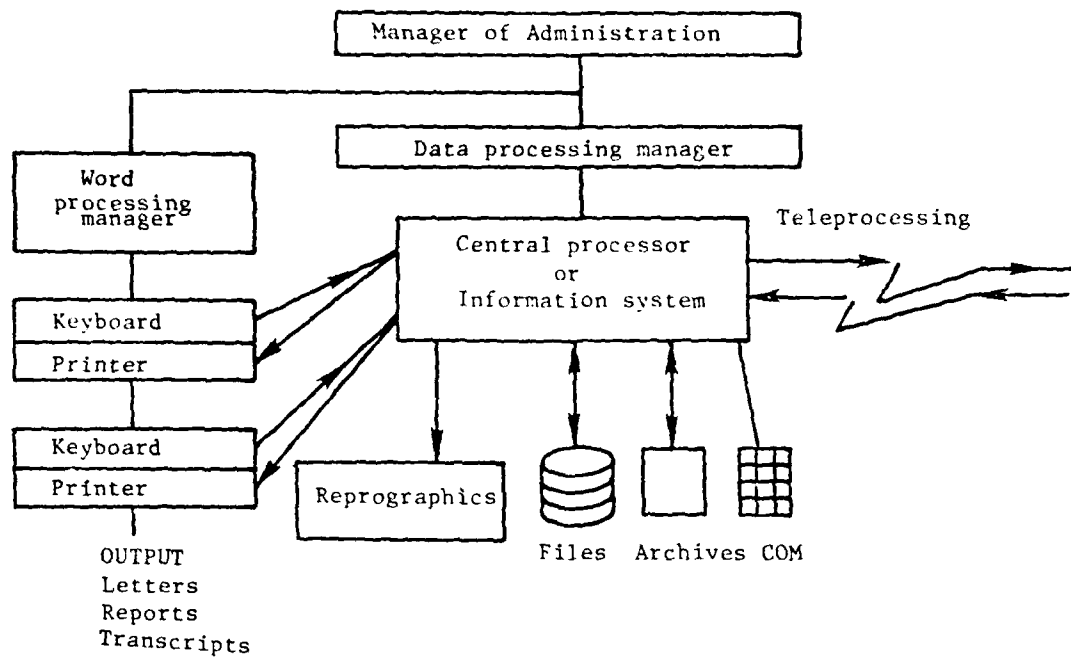 Manager of Administration
Data processing manager
Word
processing
manager
Central processor
or
Information system
Teleprocessing
Keyboard
Printer
Keyboard
Printer
Reprographics
Files
Archives
COM
OUTPUT
Letters
Reports
Transcripts